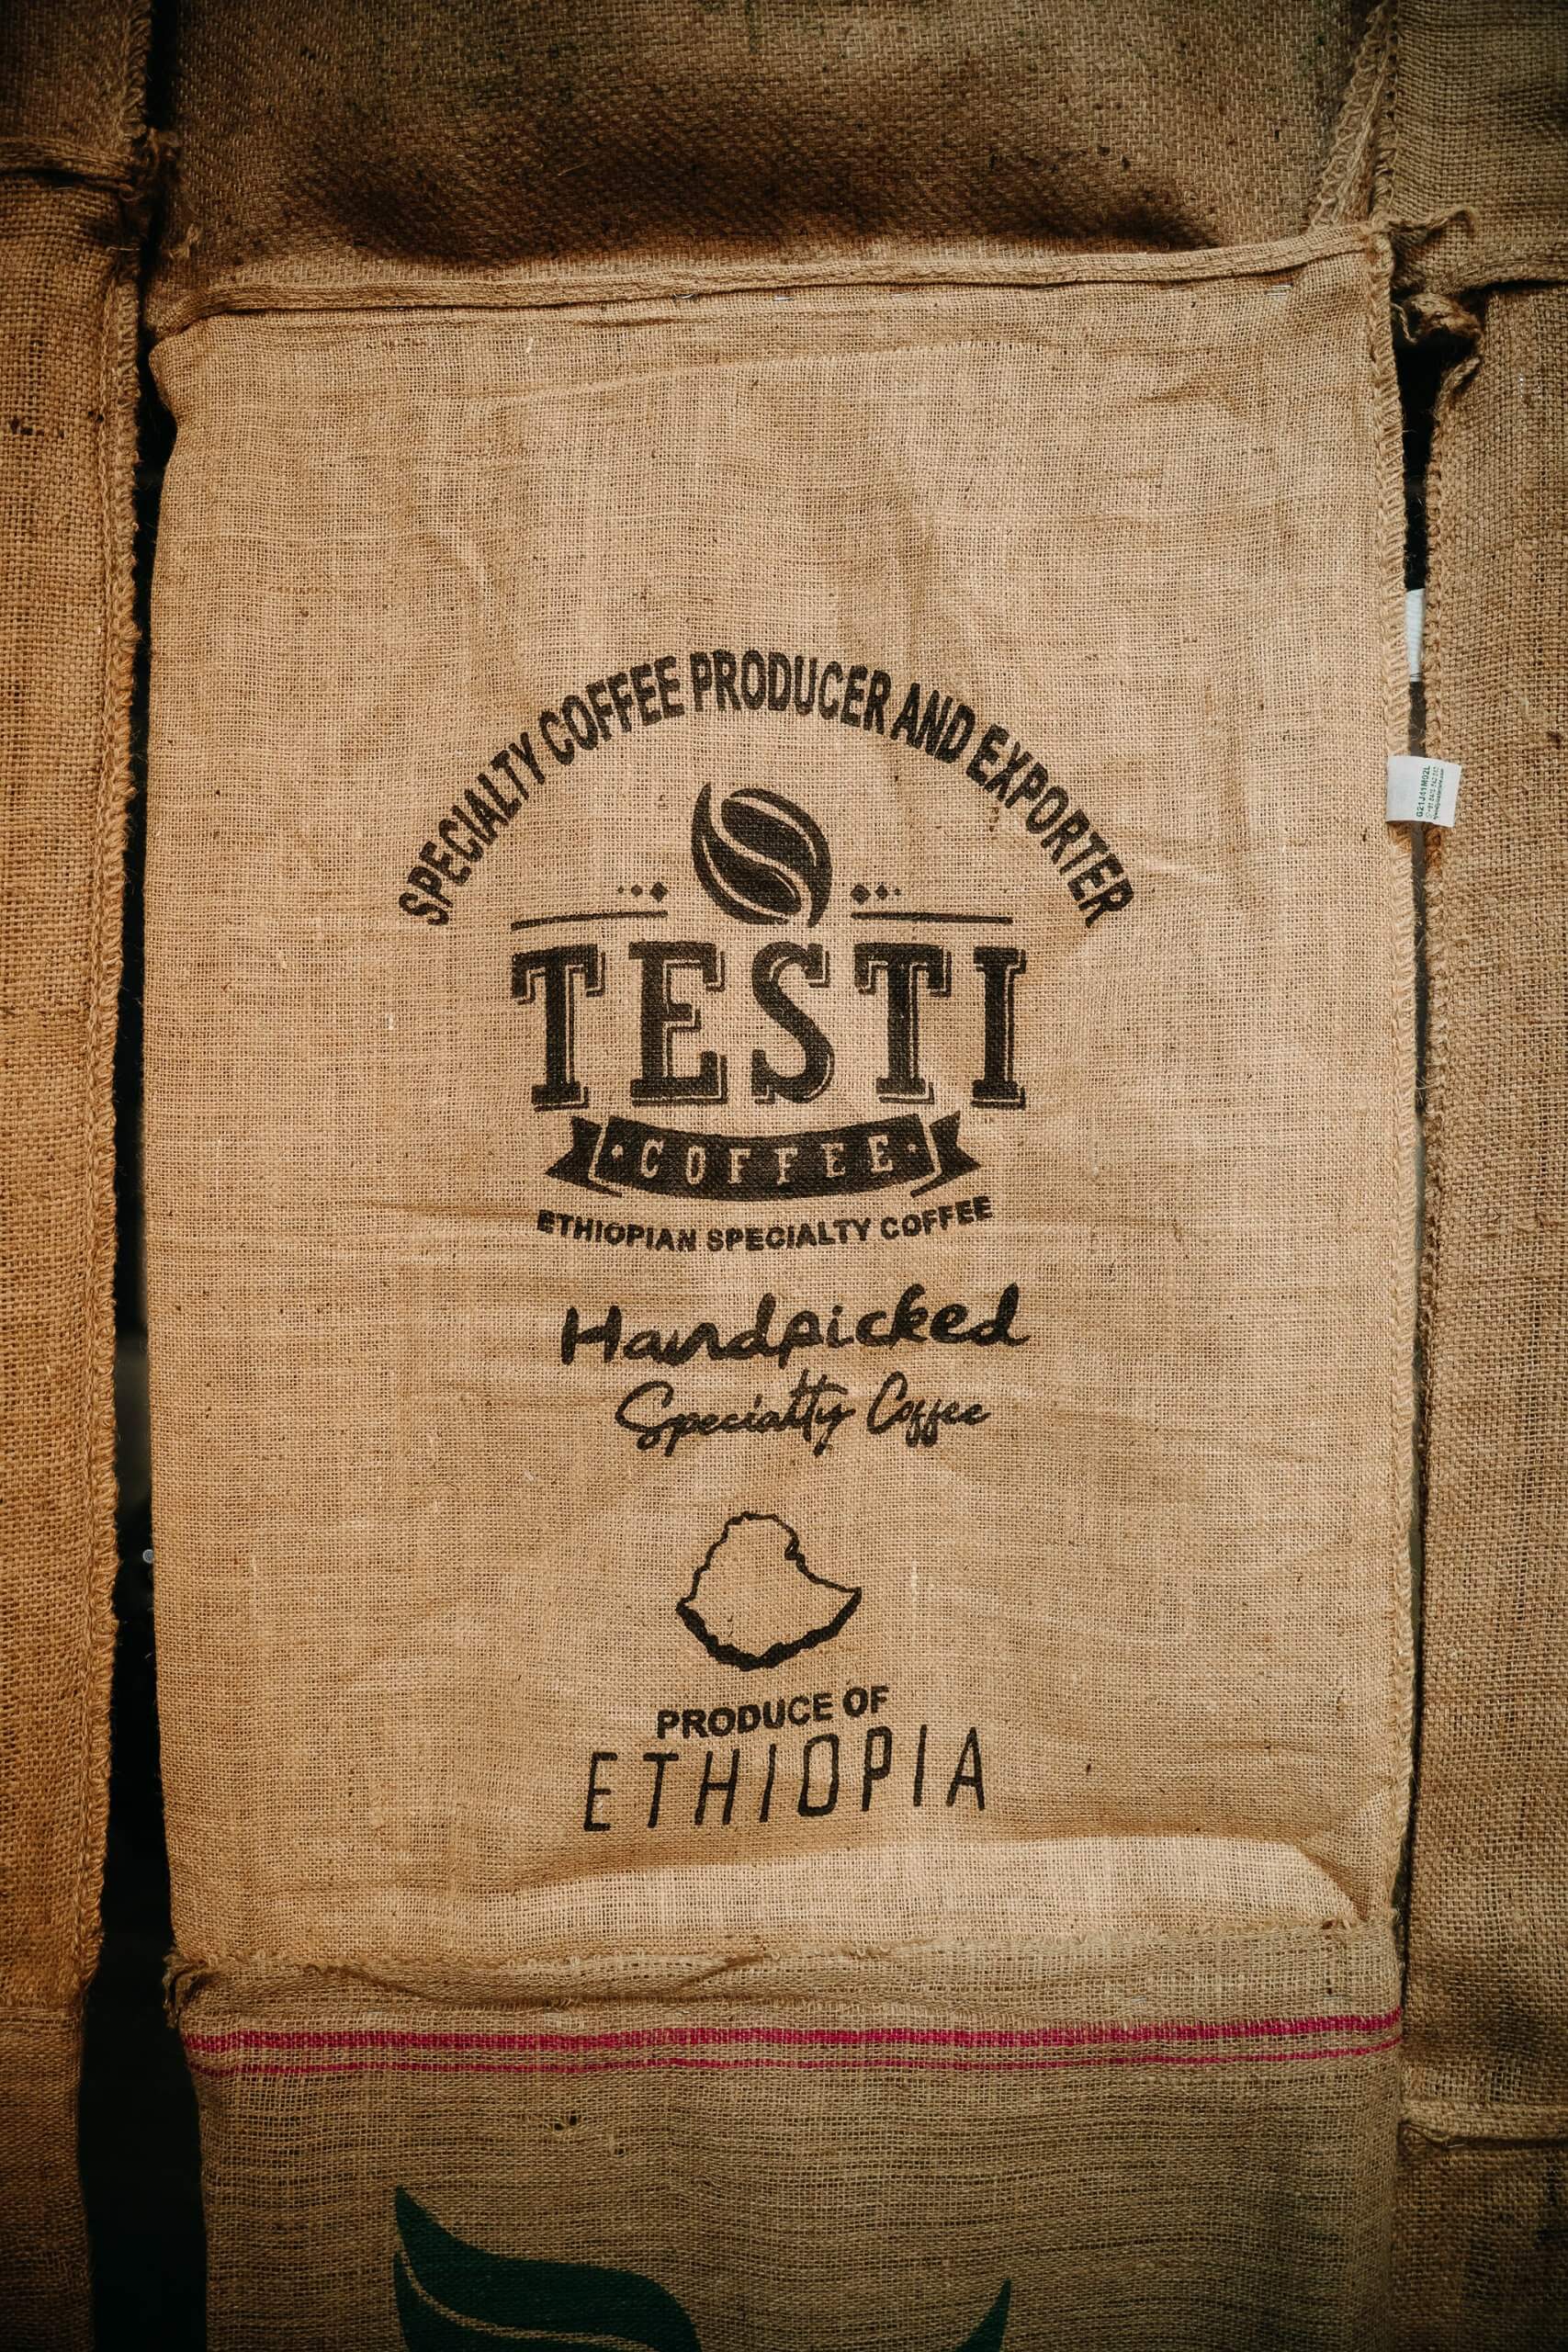 SPECIALTY COFFEE PRODUCER AND EXPORTER
TESTI
COFFEE
ETHIOPIAN SPECIALTY COFFEE
Handpicked
Specialty Coffee
PRODUCE OF
ETHIOPIA